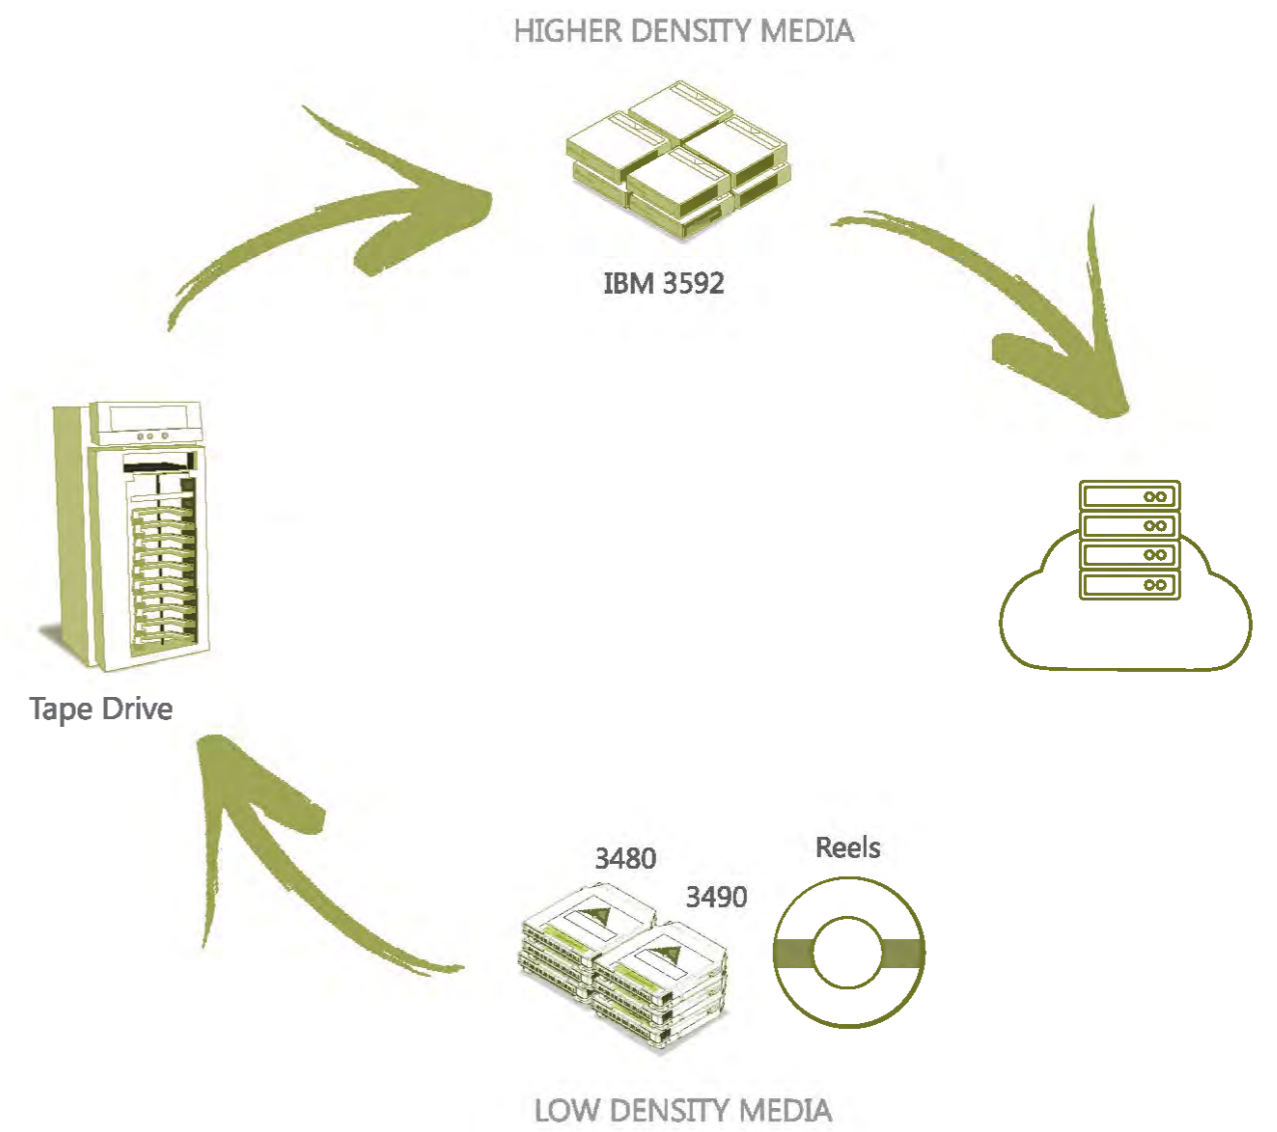 HIGHER DENSITY MEDIA
IBM 3592
Tape Drive
Reels
3480
3490
LOW DENSITY MEDIA